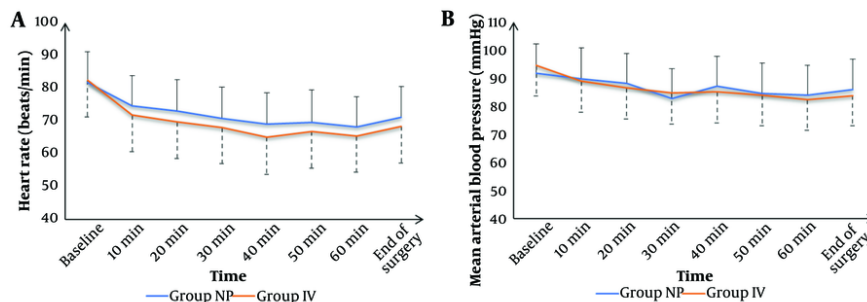 A
Heart rate (beats/min)
100
90
80
70
60
50
40
Baseline
10 min
20 min
30 min
40 min
50 min
60 min
End of
surgery
Time
Group NP
Group IV
B
Mean arterial blood pressure (mmHg)
110
100
90
80
70
60
50
40
Baseline
10 min
20 min
30 min
40 min
50 min
60 min
End of
surgery
Time
Group NP
Group IV